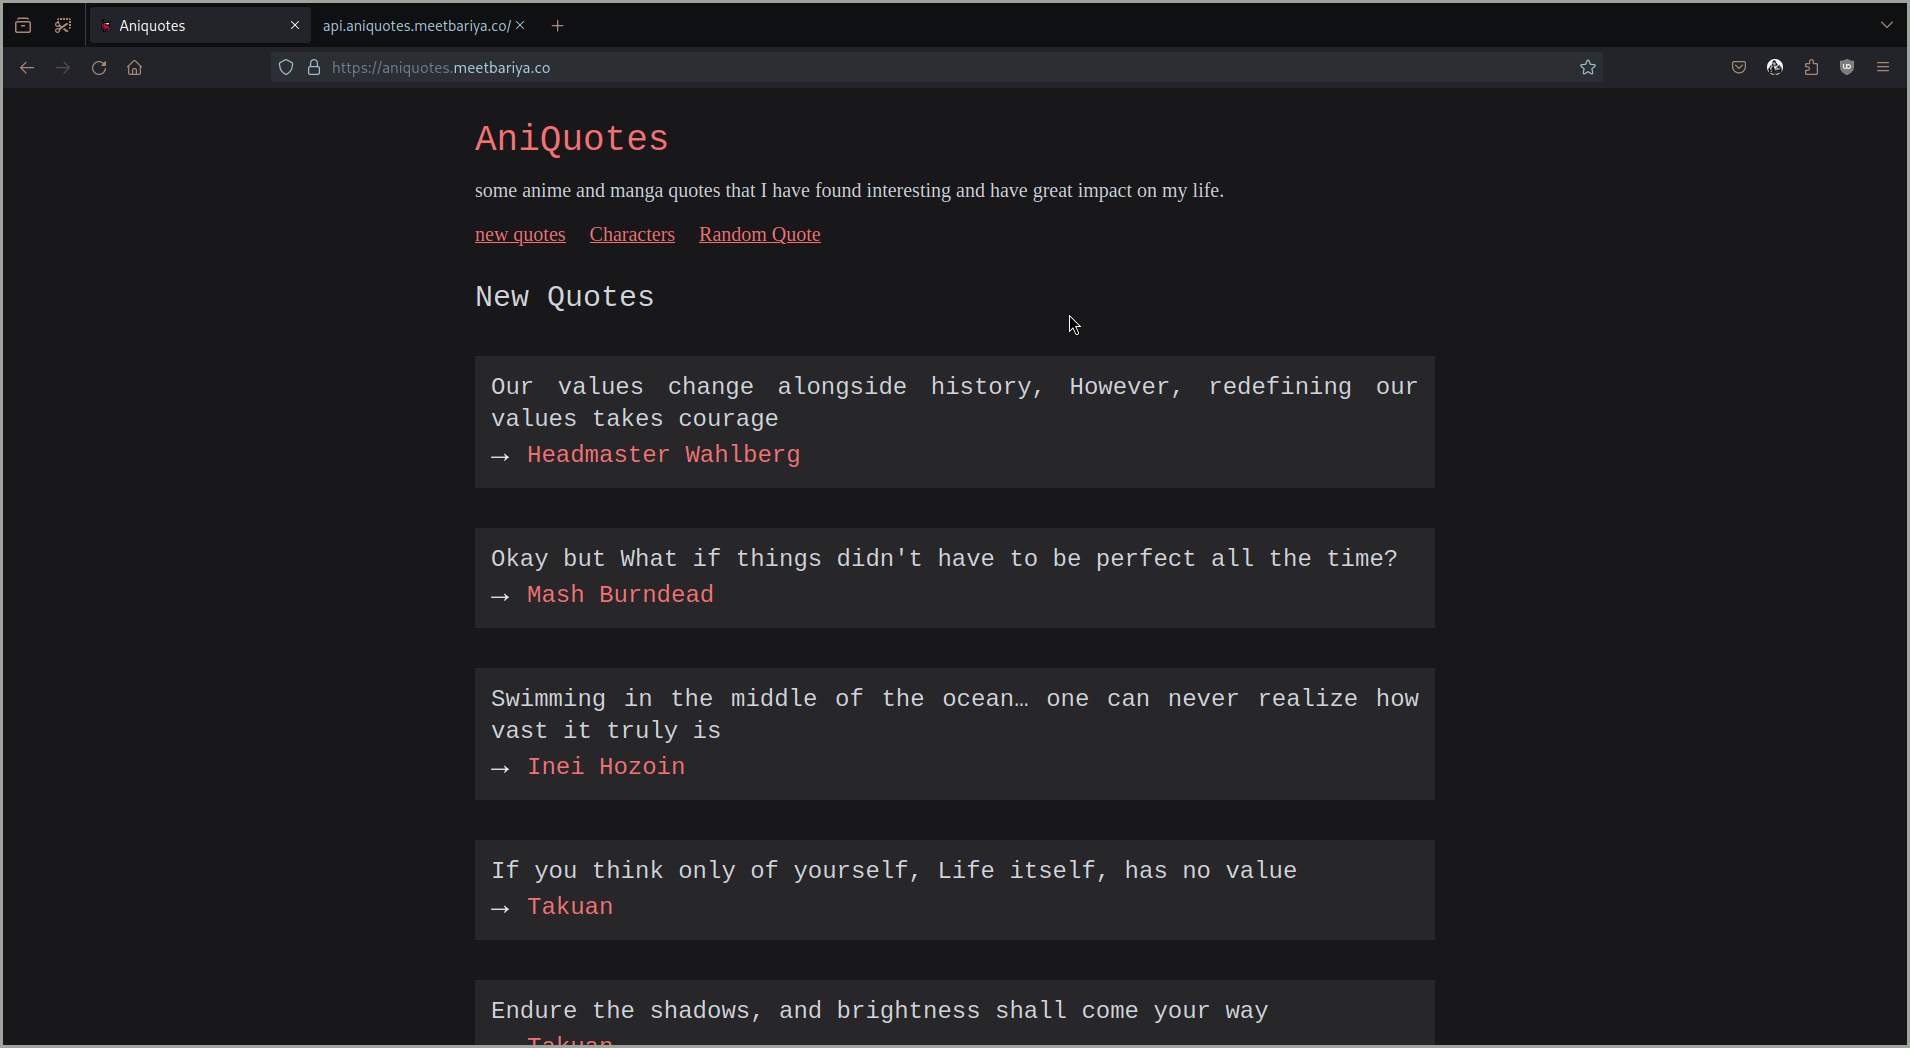 Aniquotes
api.aniquotes.meetbariya.co/
https://aniquotes.meetbariya.co
AniQuotes
some anime and manga quotes that I have found interesting and have great impact on my life.
new quotes Characters Random Quote
New Quotes
Our values change alongside history, However, redefining our
values takes courage
→ Headmaster Wahlberg
Okay but What if things didn't have to be perfect all the time?
→ Mash Burndead
Swimming in the middle of the ocean… one can never realize how
vast it truly is
→ Inei Hozoin
If you think only of yourself, Life itself, has no value
→ Takuan
Endure the shadows, and brightness shall come your way
Takuan